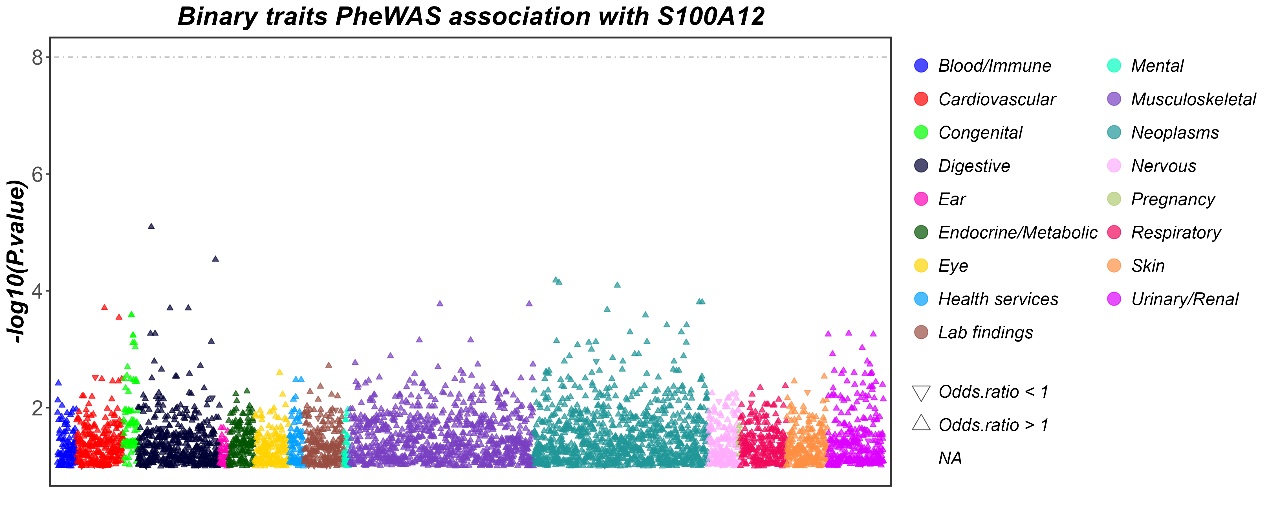 Binary traits PheWAS association with S100A12
-log10(P.value)
8
6
4
2
Blood/Immune
Cardiovascular
Congenital
Digestive
Ear
Endocrine/Metabolic
Eye
Health services
Lab findings
Mental
Musculoskeletal
Neoplasms
Nervous
Pregnancy
Respiratory
Skin
Urinary/Renal
Odds.ratio < 1
Odds.ratio > 1
NA